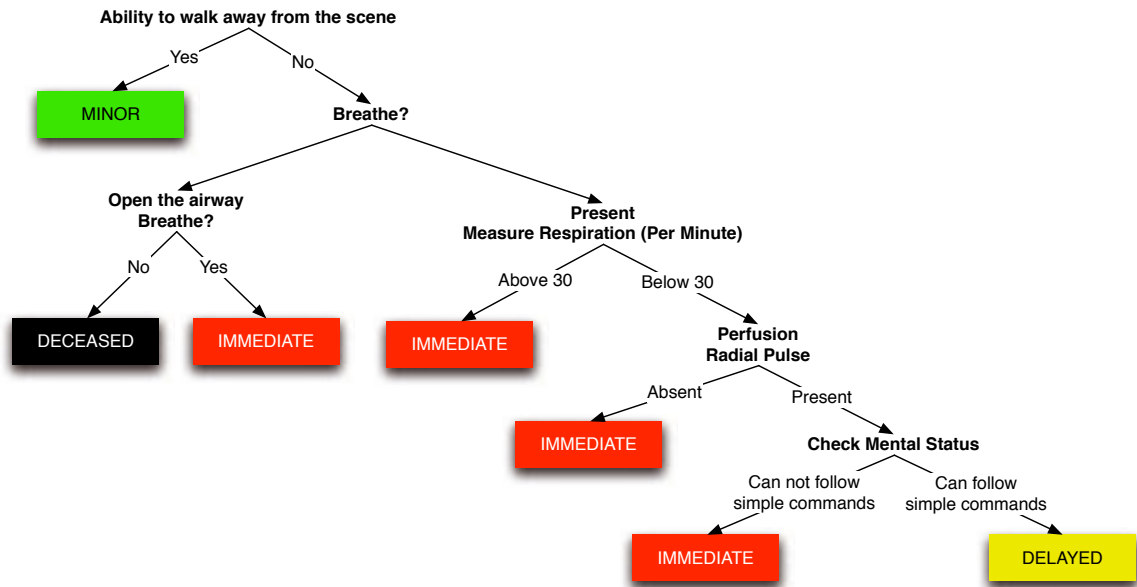 Ability to walk away from the scene
Yes
No
MINOR
Breathe?
Open the airway
Breathe?
Present
Measure Respiration (Per Minute)
No
Yes
Above 30
Below 30
DECEASED
IMMEDIATE
IMMEDIATE
Perfusion
Radial Pulse
Absent
Present
IMMEDIATE
Check Mental Status
Can not follow
simple commands
Can follow
simple commands
IMMEDIATE
DELAYED